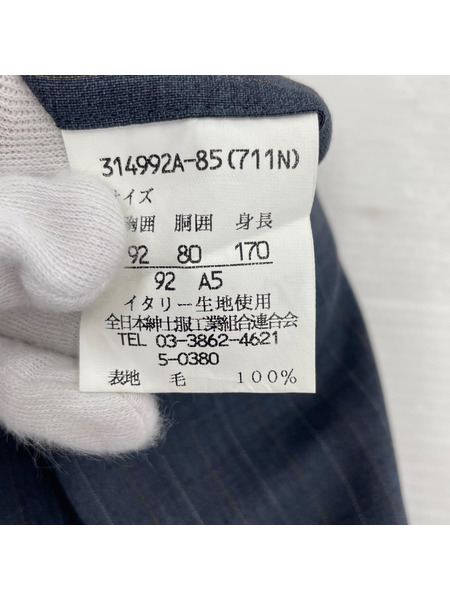 314992A-85(711N)
サイズ
胸囲 胴囲 身長
92 80 170
92 A5
イタリー生地使用
全日本紳士服工業組合連合会
TEL 03-3862-4621
5-0380
表地 毛 100%